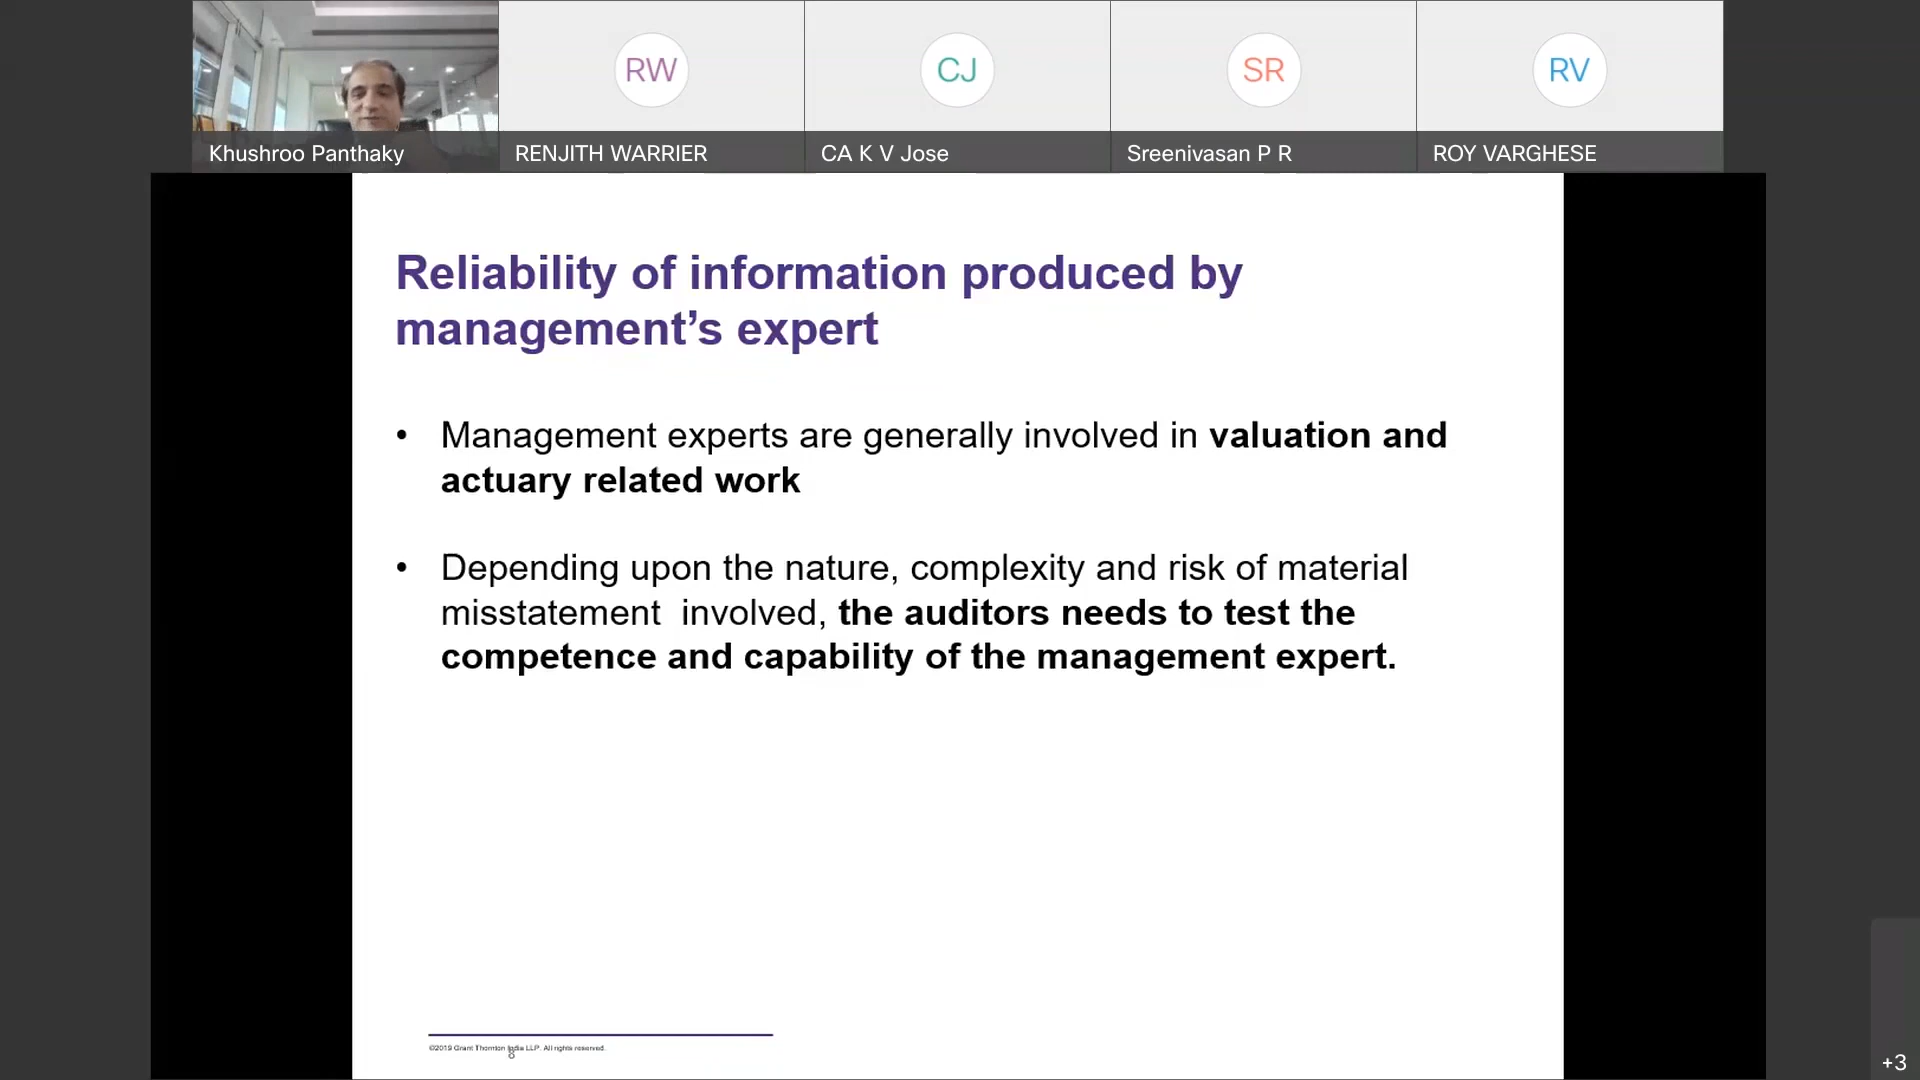 RW
CJ
SR
RV
Khushroo Panthaky
RENJITH WARRIER
CA K V Jose
Sreenivasan P R
ROY VARGHESE
Reliability of information produced by
management’s expert
• Management experts are generally involved in valuation and
actuary related work
• Depending upon the nature, complexity and risk of material
misstatement involved, the auditors needs to test the
competence and capability of the management expert.
©2019 Grant Thornton India LLP. All rights reserved.
8
+3